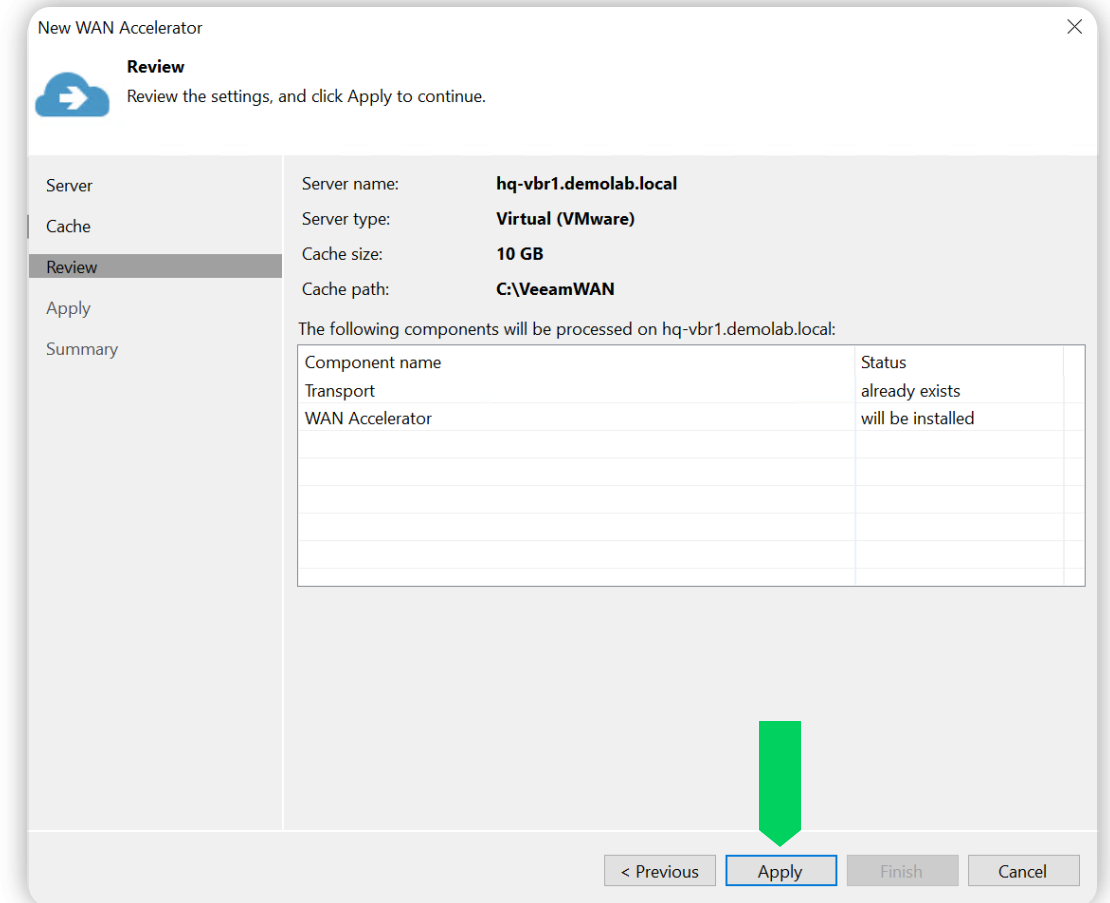 New WAN Accelerator
Review
Review the settings, and click Apply to continue.
Server
Cache
Review
Apply
Summary
Server name: hq-vbr1.demolab.local
Server type: Virtual (VMware)
Cache size: 10 GB
Cache path: C:\VeeamWAN
The following components will be processed on hq-vbr1.demolab.local:
Component name Status
Transport already exists
WAN Accelerator will be installed
< Previous Apply Finish Cancel